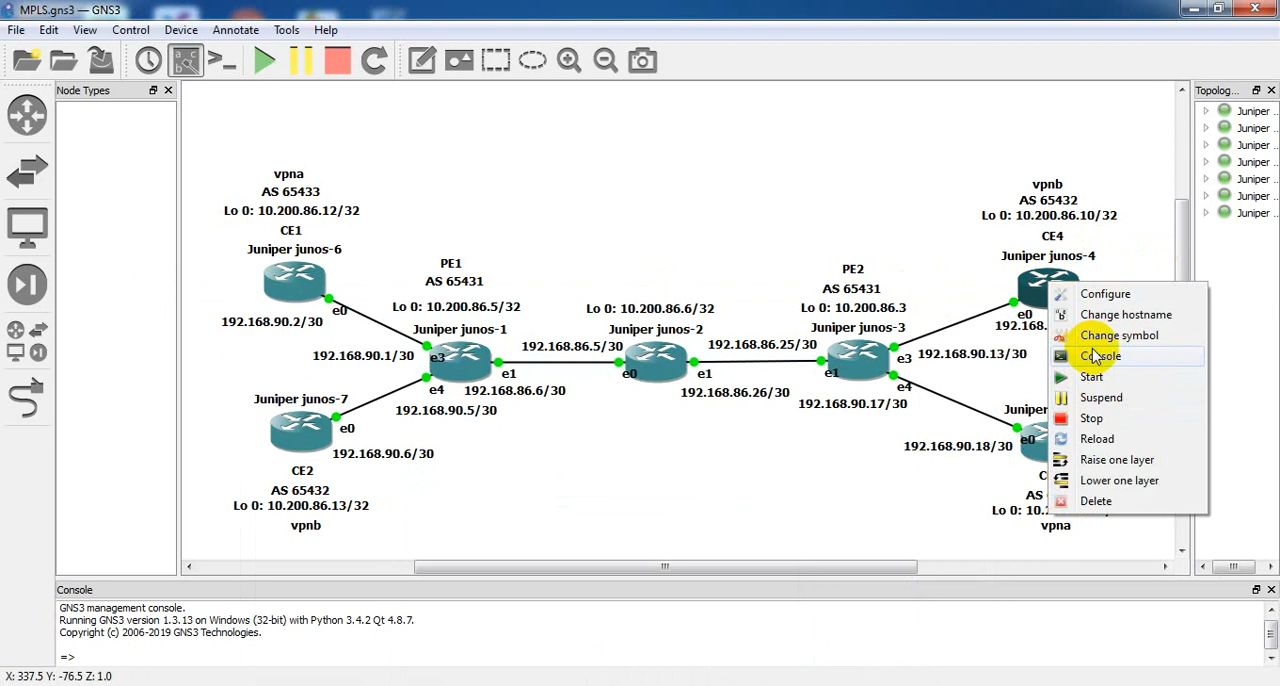 MPLS.gns3 — GNS3
File Edit View Control Device Annotate Tools Help
Node Types
Topolog...
Juniper ..
Juniper ..
Juniper ..
Juniper ..
Juniper ..
Juniper ..
Juniper ..
vpna
AS 65433
Lo 0: 10.200.86.12/32
CE1
Juniper junos-6
e0
192.168.90.2/30
PE1
AS 65431
Lo 0: 10.200.86.5/32
Juniper junos-1
192.168.90.1/30
e3
e1
e4
192.168.86.6/30
192.168.90.5/30
Juniper junos-7
e0
192.168.90.6/30
CE2
AS 65432
Lo 0: 10.200.86.13/32
vpnb
Lo 0: 10.200.86.6/32
Juniper junos-2
192.168.86.5/30
e0
e1
192.168.86.25/30
192.168.86.26/30
PE2
AS 65431
Lo 0: 10.200.86.3
Juniper junos-3
e1
e3
192.168.90.13/30
e4
192.168.90.17/30
vpnb
AS 65432
Lo 0: 10.200.86.10/32
CE4
Juniper junos-4
e0
192.168.
Juniper
192.168.90.18/30
e0
C
AS
Lo 0: 10.
vpna
Configure
Change hostname
Change symbol
Console
Start
Suspend
Stop
Reload
Raise one layer
Lower one layer
Delete
Console
GNS3 management console.
Running GNS3 version 1.3.13 on Windows (32-bit) with Python 3.4.2 Qt 4.8.7.
Copyright (c) 2006-2019 GNS3 Technologies.
=>
X: 337.5 Y: -76.5 Z: 1.0